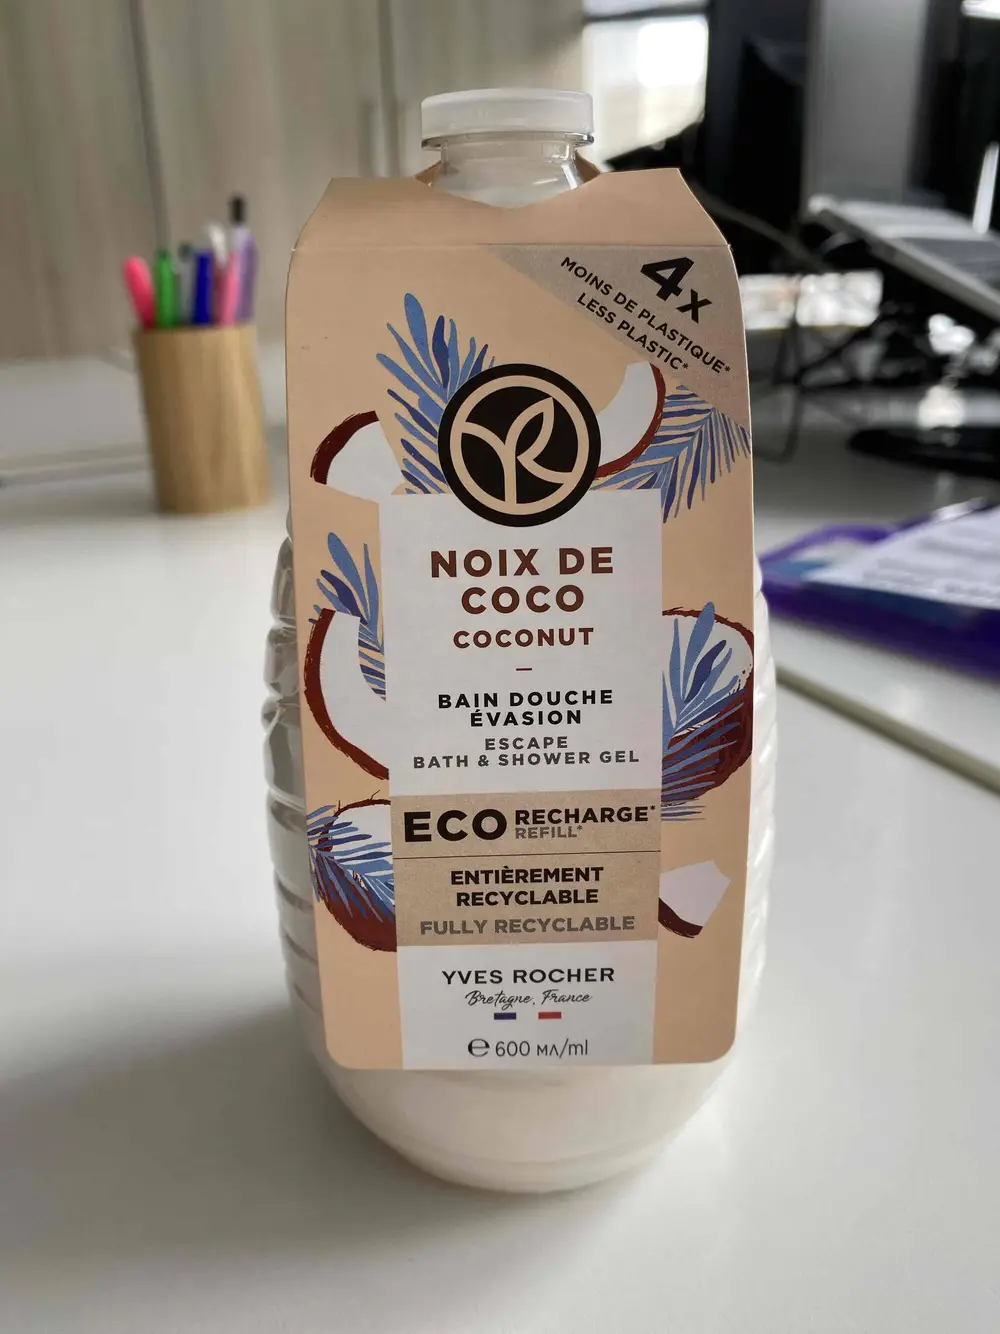 4x
MOINS DE PLASTIQUE*
LESS PLASTIC*
YR
NOIX DE
COCO
COCONUT
BAIN DOUCHE
ÉVASION
ESCAPE
BATH & SHOWER GEL
ECO RECHARGE*
REFILL*
ENTIÈREMENT
RECYCLABLE
FULLY RECYCLABLE
YVES ROCHER
Bretagne, France
℮ 600 мл/ml